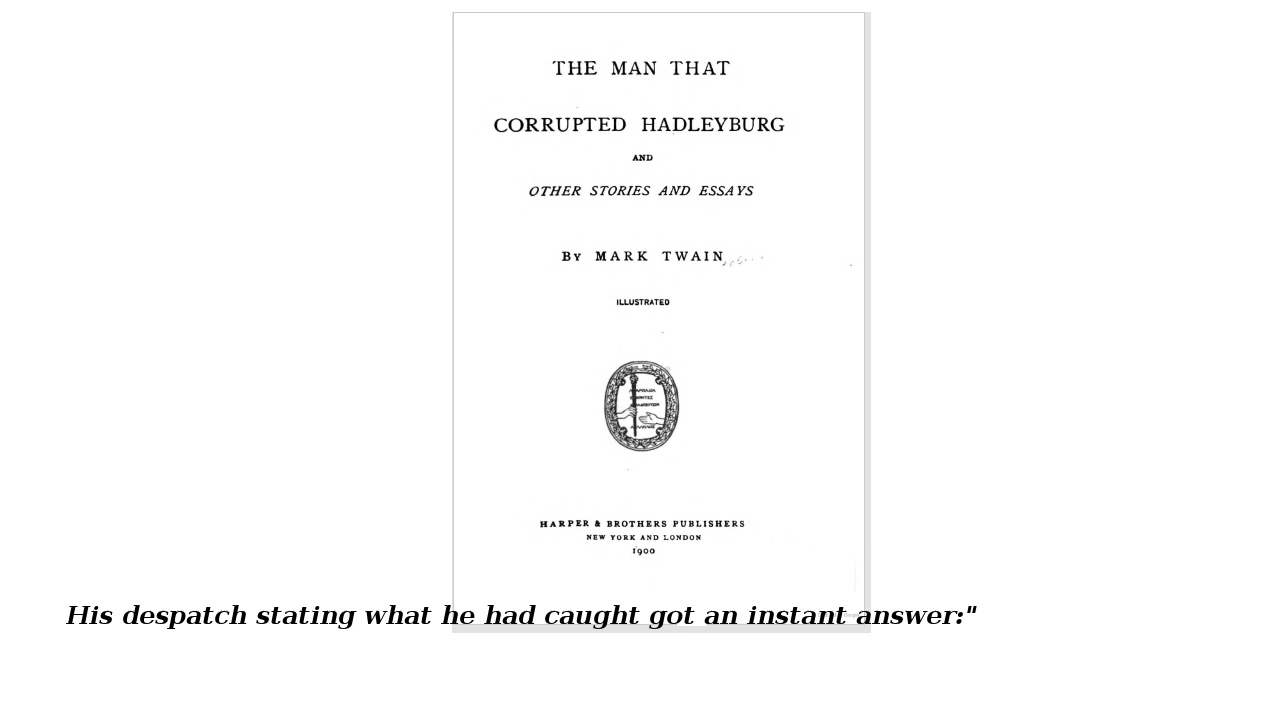 THE MAN THAT
CORRUPTED HADLEYBURG
AND
OTHER STORIES AND ESSAYS
By MARK TWAIN
ILLUSTRATED
HARPER & BROTHERS PUBLISHERS
NEW YORK AND LONDON
1900
His despatch stating what he had caught got an instant answer:"